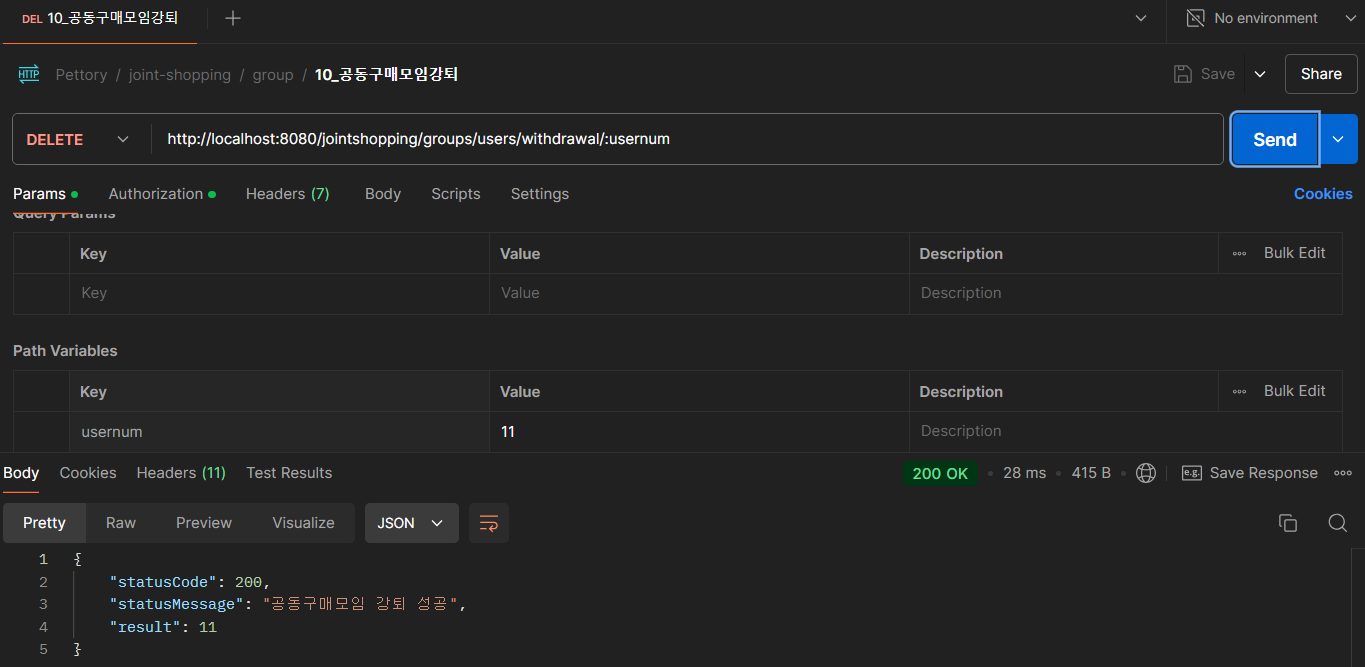 DEL 10_공동구매모임강퇴
No environment
HTTP Pettory / joint-shopping / group / 10_공동구매모임강퇴
Save
Share
DELETE
http://localhost:8080/jointshopping/groups/users/withdrawal/:usernum
Send
Params
Authorization
Headers (7)
Body
Scripts
Settings
Cookies
Query Params
Key Value Description Bulk Edit
Key Value Description
Path Variables
Key Value Description Bulk Edit
usernum 11 Description
Body Cookies Headers (11) Test Results
200 OK 28 ms 415 B e.g. Save Response
Pretty Raw Preview Visualize JSON
1 {
2 "statusCode": 200,
3 "statusMessage": "공동구매모임 강퇴 성공",
4 "result": 11
5 }